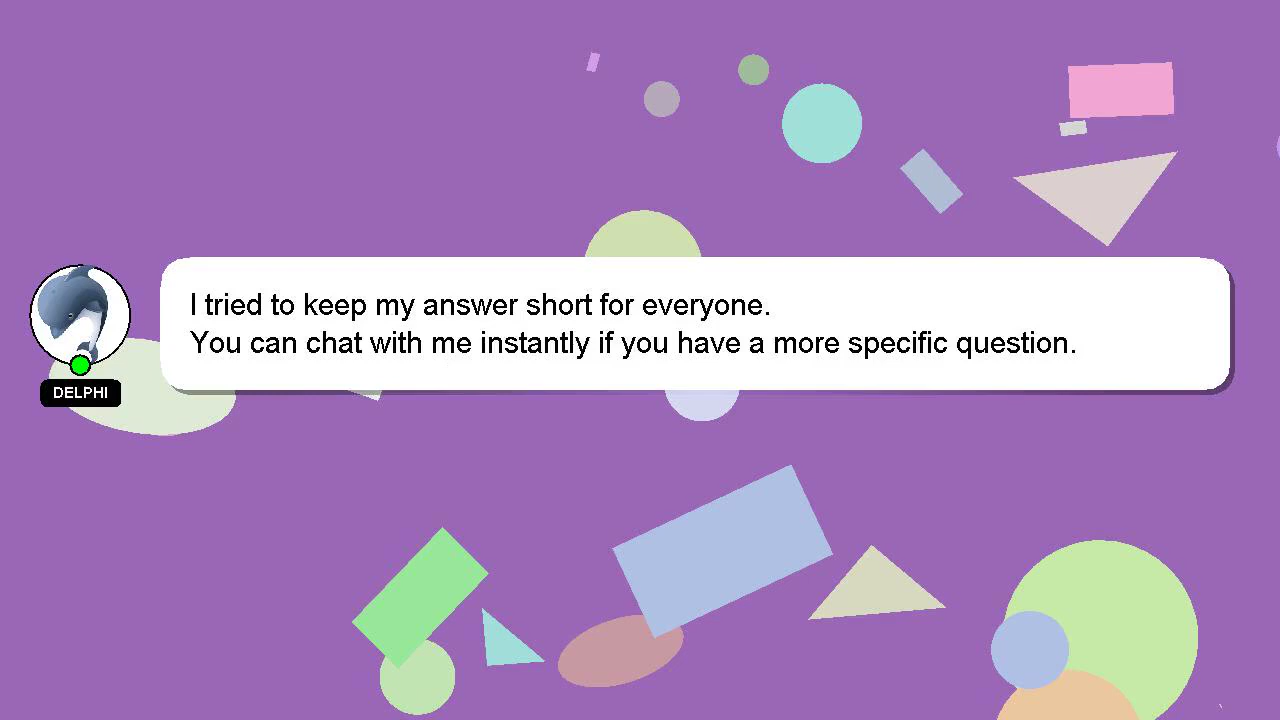 I tried to keep my answer short for everyone.
You can chat with me instantly if you have a more specific question.
DELPHI